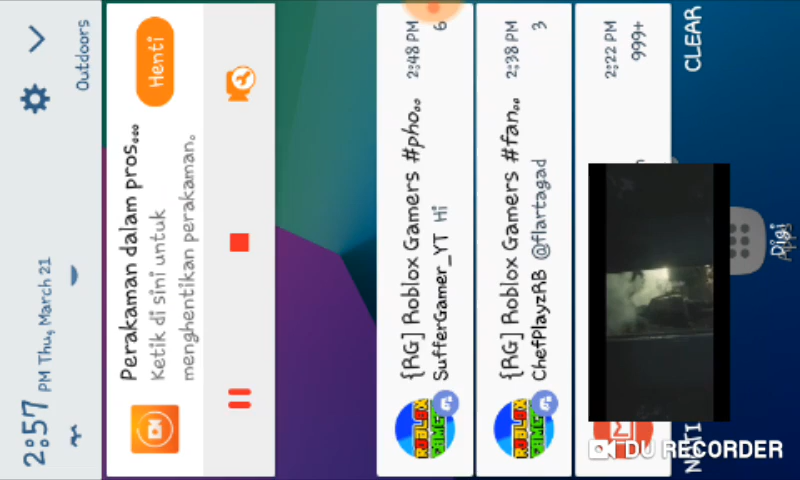 2:57 PM Thu, March 21
Outdoors
Perakaman dalam pros...
Ketik di sini untuk
menghentikan perakaman.
Henti
{RG] Roblox Gamers #pho... 2:48 PM
SufferGamer_YT Hi 6
{RG] Roblox Gamers #fan... 2:38 PM
ChefPlayzRB @flartagad 3
2:22 PM
999+
CLEAR
Digi
Apps
DU RECORDER